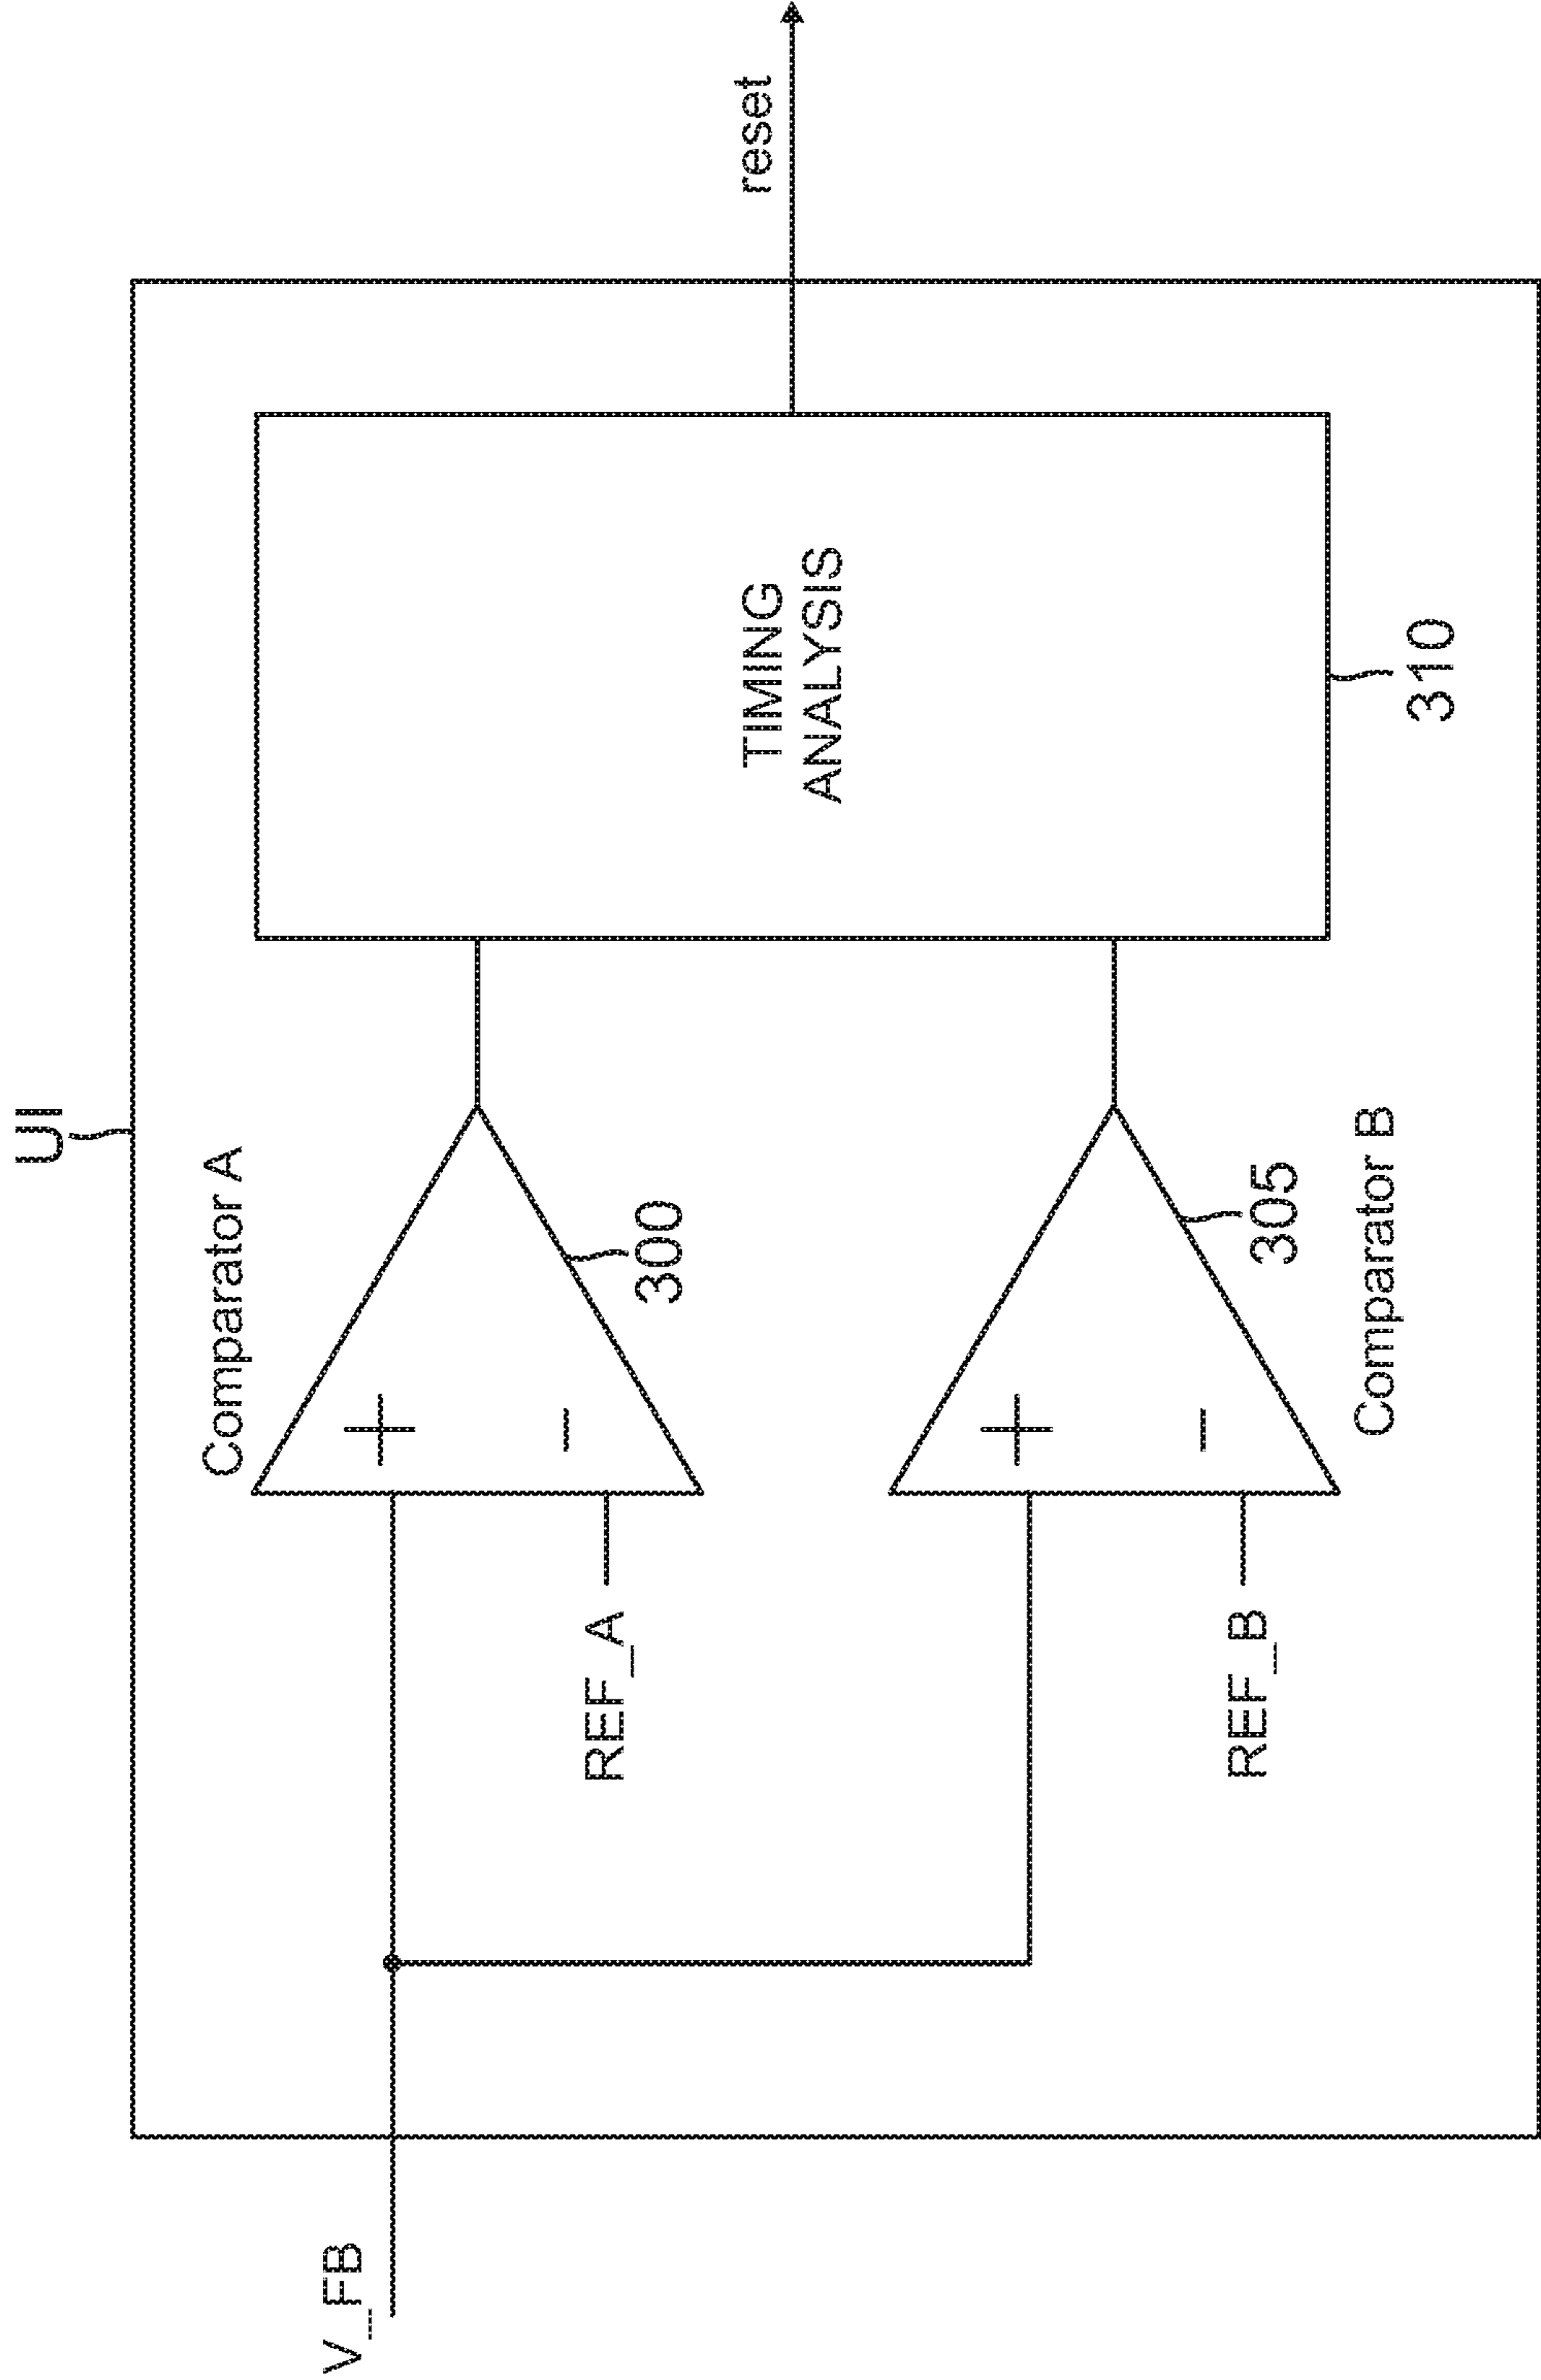 UI
Comparator A
V_FB
300
REF_A
TIMING
ANALYSIS
reset
305
REF_B
Comparator B
310